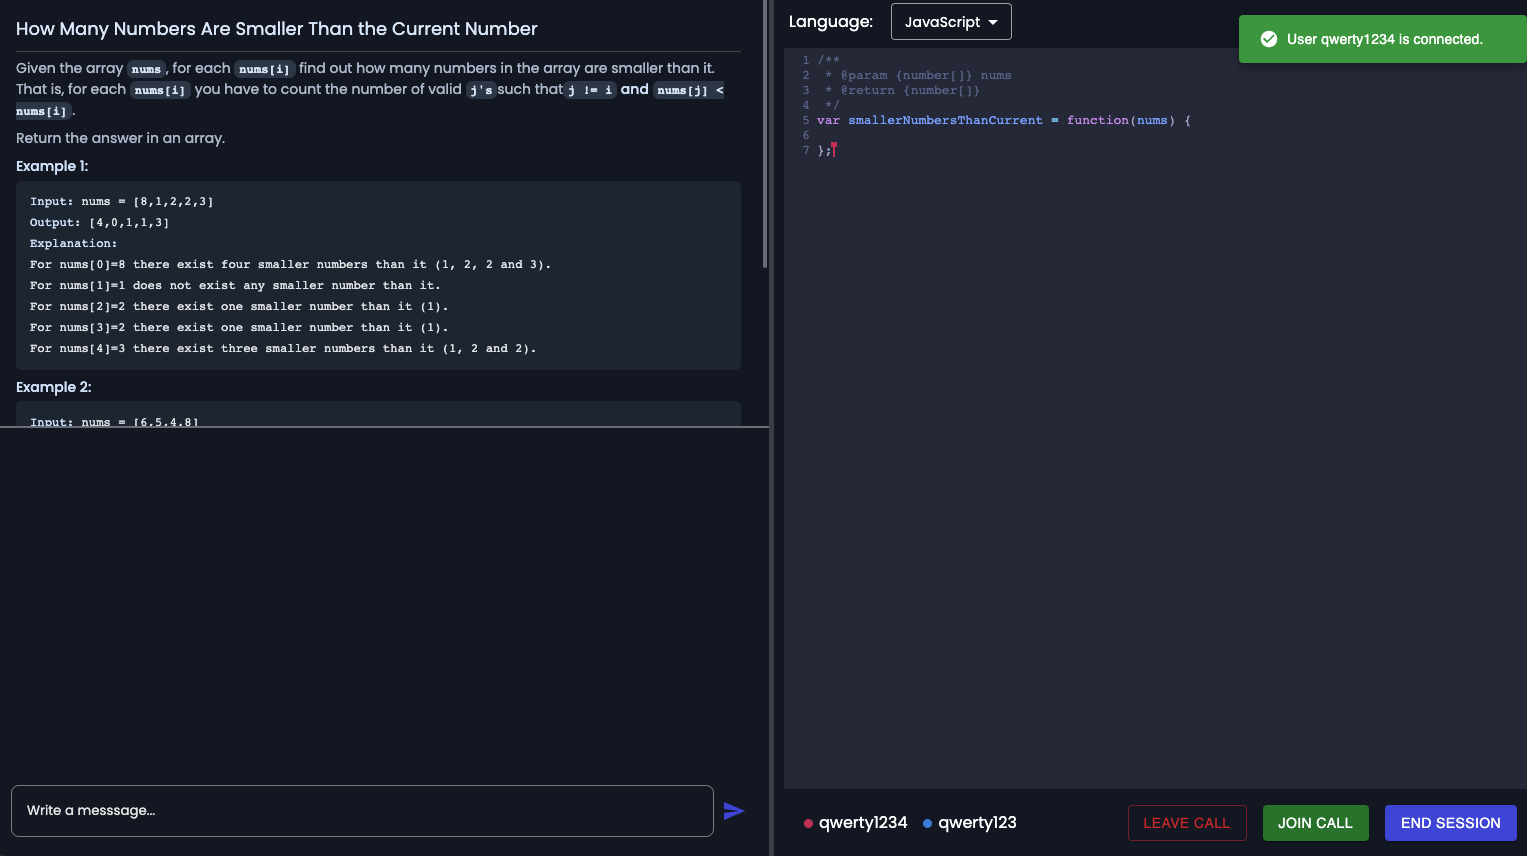 How Many Numbers Are Smaller Than the Current Number
Given the array nums, for each nums[i] find out how many numbers in the array are smaller than it.
That is, for each nums[i] you have to count the number of valid j's such that j != i and nums[j] <
nums[i].
Return the answer in an array.
Example 1:
Input: nums = [8,1,2,2,3]
Output: [4,0,1,1,3]
Explanation:
For nums[0]=8 there exist four smaller numbers than it (1, 2, 2 and 3).
For nums[1]=1 does not exist any smaller number than it.
For nums[2]=2 there exist one smaller number than it (1).
For nums[3]=2 there exist one smaller number than it (1).
For nums[4]=3 there exist three smaller numbers than it (1, 2 and 2).
Example 2:
Input: nums = [6,5,4,8]
Write a messsage...
Language: JavaScript
User qwerty1234 is connected.
1 /**
2 * @param {number[]} nums
3 * @return {number[]}
4 */
5 var smallerNumbersThanCurrent = function(nums) {
6
7 };
qwerty1234 qwerty123
LEAVE CALL JOIN CALL END SESSION